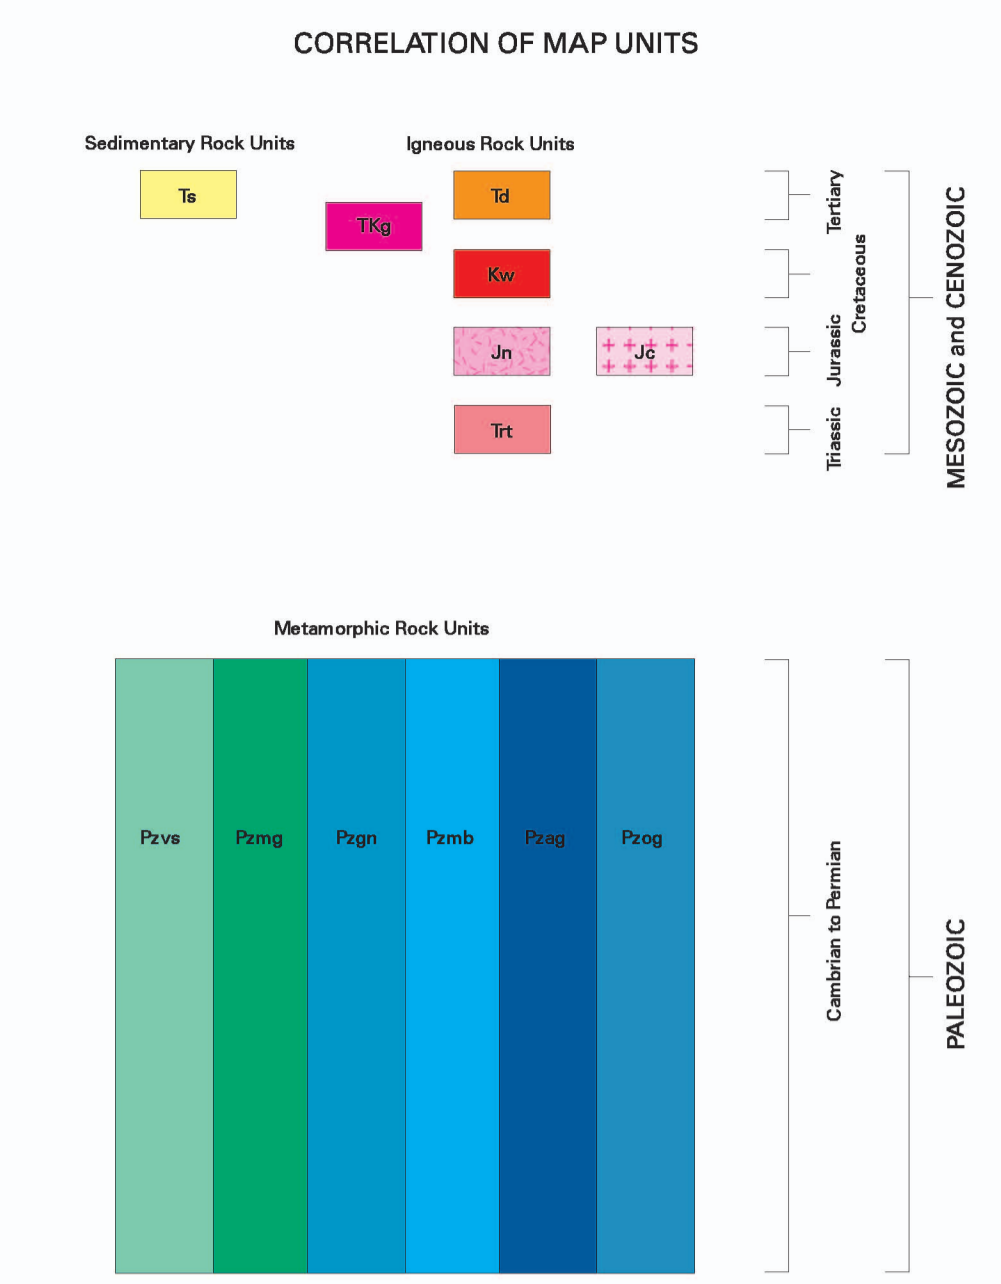 CORRELATION OF MAP UNITS
Sedimentary Rock Units
Igneous Rock Units
Ts
TKg
Td
Kw
Jn
Jc
Trt
Tertiary
Cretaceous
Jurassic
Triassic
MESOZOIC and CENOZOIC
Metamorphic Rock Units
Pzvs
Pzmg
Pzgn
Pzmb
Pzag
Pzog
Cambrian to Permian
PALEOZOIC